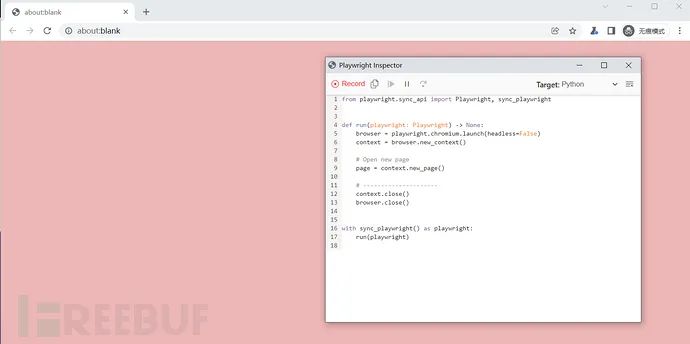 about:blank
about:blank
无痕模式
Playwright Inspector
Record
Target: Python
1 from playwright.sync_api import Playwright, sync_playwright
2
3
4 def run(playwright: Playwright) -> None:
5     browser = playwright.chromium.launch(headless=False)
6     context = browser.new_context()
7
8     # Open new page
9     page = context.new_page()
10
11     # ---------------------
12     context.close()
13     browser.close()
14
15
16 with sync_playwright() as playwright:
17     run(playwright)
18
FREEBUF